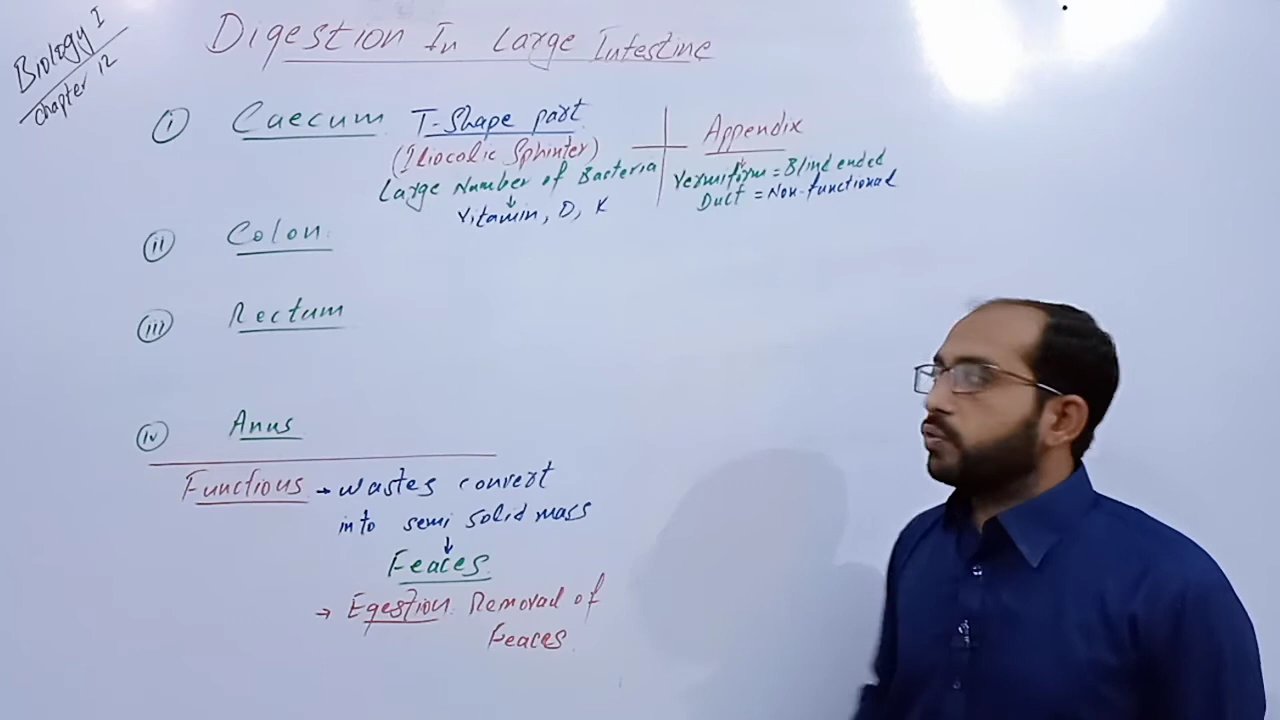 Biology I
Chapter 12
Digestion In Large Intestine
i Caecum T-Shape part
(Iliocolic Sphinter)
Large Number of Bacteria
Vitamin, D, K
Appendix
Vermiform = Blind ended
Duct = Non-functional
ii Colon.
iii Rectum
iv Anus
Functions → wastes convert
into semi solid mass
↓
Feaces.
→ Egestion: Removal of
Feaces.